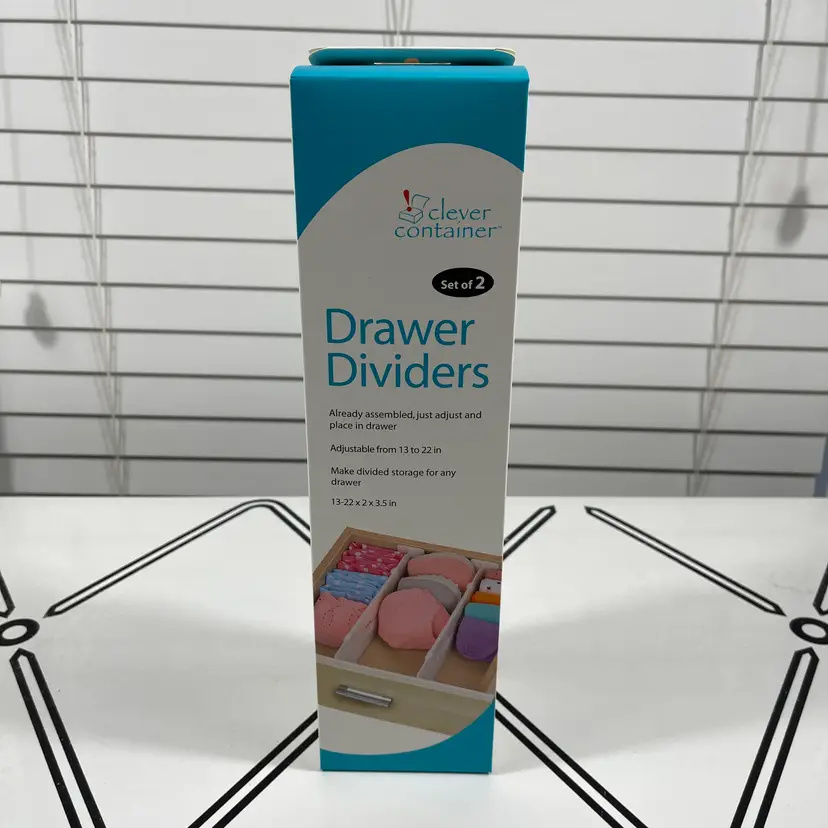 clever
container™
Set of 2
Drawer
Dividers
Already assembled, just adjust and
place in drawer
Adjustable from 13 to 22 in
Make divided storage for any
drawer
13-22 x 2 x 3.5 in